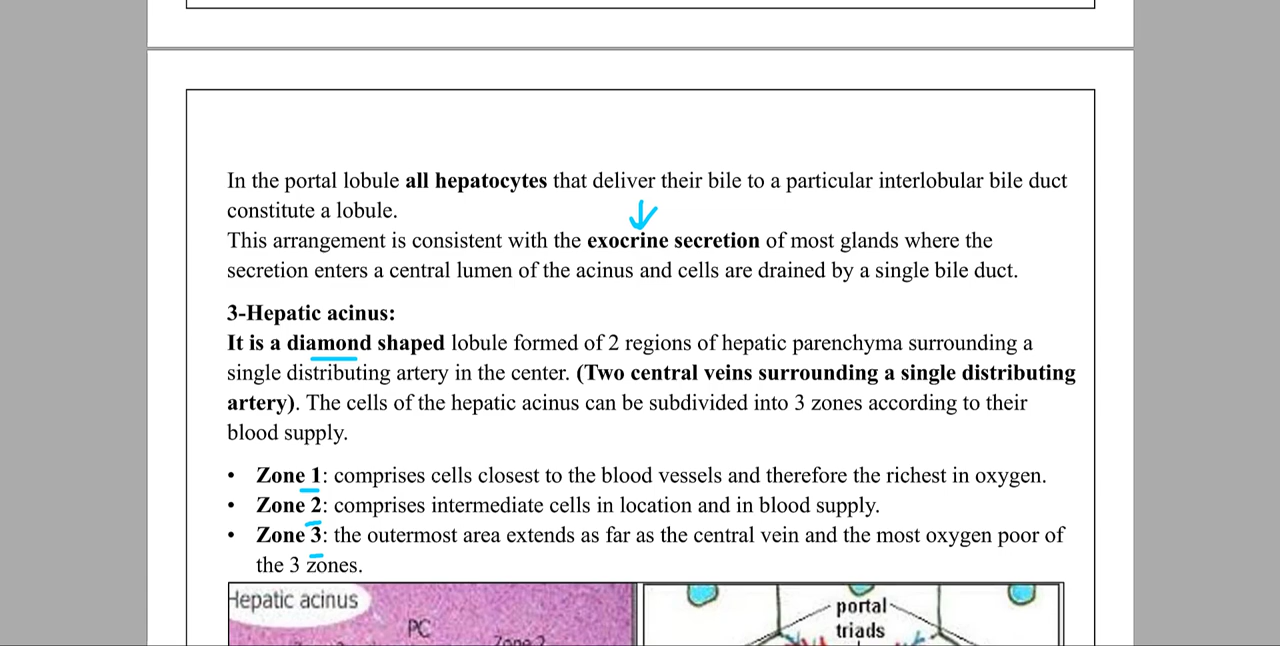 In the portal lobule all hepatocytes that deliver their bile to a particular interlobular bile duct
constitute a lobule.
This arrangement is consistent with the exocrine secretion of most glands where the
secretion enters a central lumen of the acinus and cells are drained by a single bile duct.
3-Hepatic acinus:
It is a diamond shaped lobule formed of 2 regions of hepatic parenchyma surrounding a
single distributing artery in the center. (Two central veins surrounding a single distributing
artery). The cells of the hepatic acinus can be subdivided into 3 zones according to their
blood supply.
• Zone 1: comprises cells closest to the blood vessels and therefore the richest in oxygen.
• Zone 2: comprises intermediate cells in location and in blood supply.
• Zone 3: the outermost area extends as far as the central vein and the most oxygen poor of
the 3 zones.
Hepatic acinus
PC
portal
triads